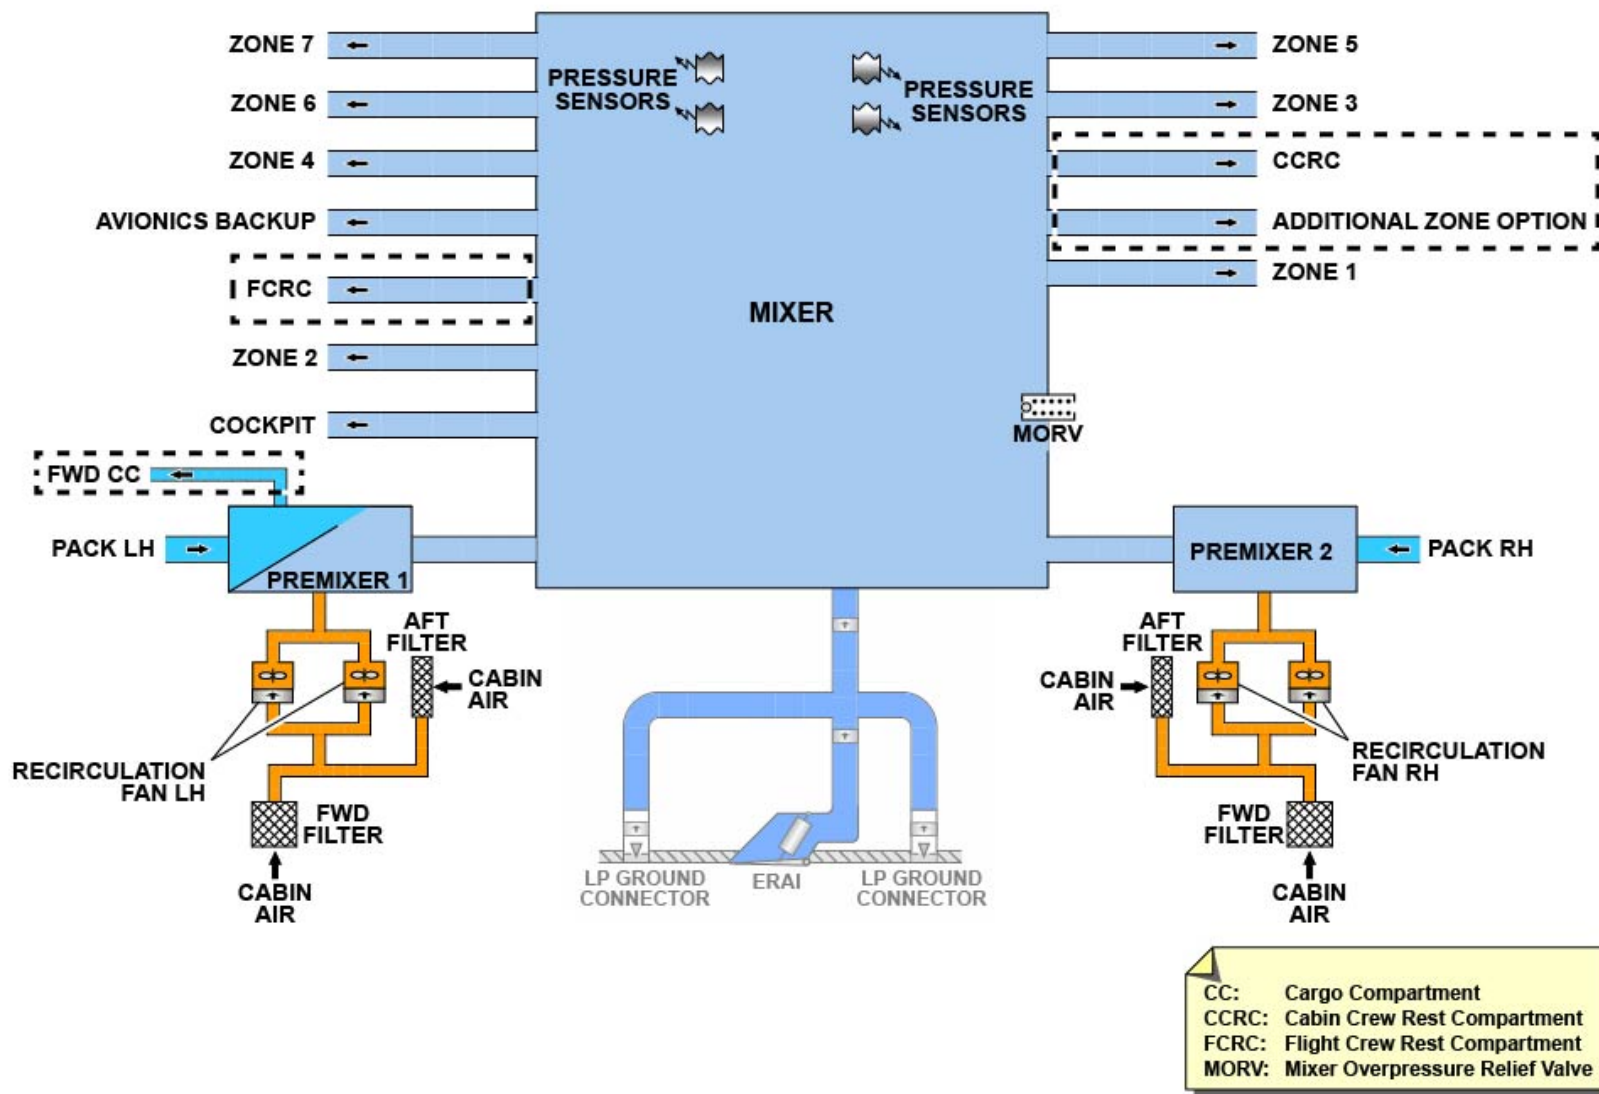 ZONE 7
ZONE 6
ZONE 4
AVIONICS BACKUP
FCRC
ZONE 2
COCKPIT
FWD CC
PACK LH
PREMIXER 1
PRESSURE
SENSORS
PRESSURE
SENSORS
MIXER
MORV
ZONE 5
ZONE 3
CCRC
ADDITIONAL ZONE OPTION
ZONE 1
PREMIXER 2
PACK RH
AFT
FILTER
CABIN
AIR
RECIRCULATION
FAN LH
FWD
FILTER
CABIN
AIR
LP GROUND
CONNECTOR
ERAI
LP GROUND
CONNECTOR
AFT
FILTER
CABIN
AIR
RECIRCULATION
FAN RH
FWD
FILTER
CABIN
AIR
CC: Cargo Compartment
CCRC: Cabin Crew Rest Compartment
FCRC: Flight Crew Rest Compartment
MORV: Mixer Overpressure Relief Valve